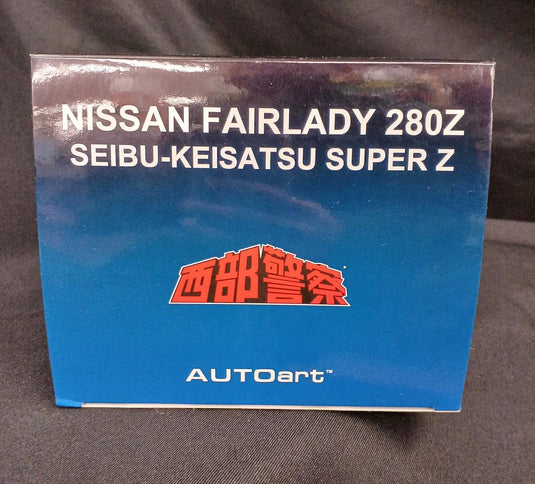 NISSAN FAIRLADY 280Z
SEIBU-KEISATSU SUPER Z
西部警察
AUTOart™